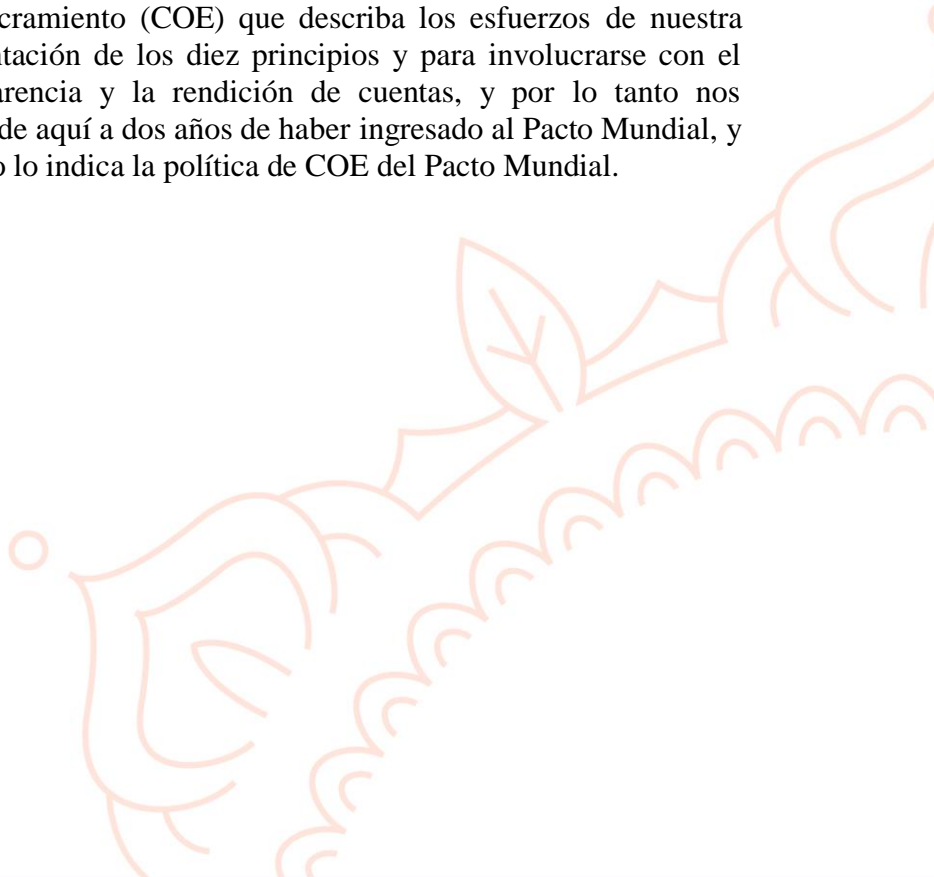 cramiento (COE) que describa los esfuerzos de nuestra
tación de los diez principios y para involucrarse con el
arencia y la rendición de cuentas, y por lo tanto nos
de aquí a dos años de haber ingresado al Pacto Mundial, y
o lo indica la política de COE del Pacto Mundial.